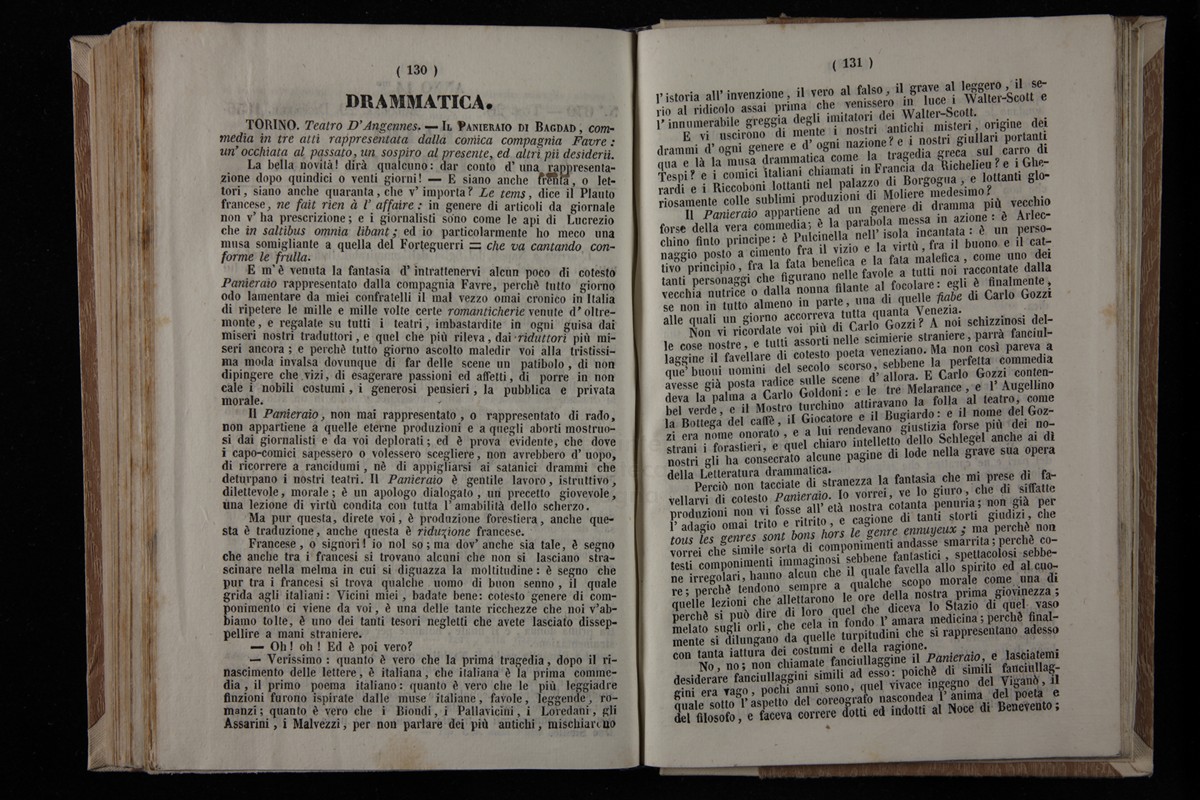 ( 130 )
DRAMMATICA.
TORINO. Teatro D'Angennes. — IL PANIERAIO DI BAGDAD, com-
media in tre atti rappresentata dalla comica compagnia Favre :
un' occhiata al passato, un sospiro al presente, ed altri pii desiderii.
La bella novità! dirà qualcuno: dar conto d' una rappresenta-
zione dopo quindici o venti giorni! — E siano anche trenta, o let-
tori, siano anche quaranta, che v' importa? Le tems, dice il Plauto
francese, ne fait rien à l' affaire : in genere di articoli da giornale
non v' ha prescrizione; e i giornalisti sono come le api di Lucrezio
che in saltibus omnia libant; ed io particolarmente ho meco una
musa somigliante a quella del Forteguerri = che va cantando con-
forme le frulla.
E m' è venuta la fantasia d' intrattenervi alcun poco di cotesto
Panieraio rappresentato dalla compagnia Favre, perchè tutto giorno
odo lamentare da miei confratelli il mal vezzo omai cronico in Italia
di ripetere le mille e mille volte certe romanticherie venute d' oltre-
monte, e regalate su tutti i teatri, imbastardite in ogni guisa dai
miseri nostri traduttori, e quel che più rileva, dai riduttori più mi-
seri ancora; e perchè tutto giorno ascolto maledir voi alla tristissi-
ma moda invalsa dovunque di far delle scene un patibolo, di non
dipingere che vizi, di esagerare passioni ed affetti, di porre in non
cale i nobili costumi, i generosi pensieri, la pubblica e privata
morale.
Il Panieraio, non mai rappresentato, o rappresentato di rado,
non appartiene a quelle eterne produzioni e a quegli aborti mostruo-
si dai giornalisti e da voi deplorati; ed è prova evidente, che dove
i capo-comici sapessero o volessero scegliere, non avrebbero d' uopo,
di ricorrere a rancidumi, nè di appigliarsi ai satanici drammi che
deturpano i nostri teatri. Il Panieraio è gentile lavoro, istruttivo,
dilettevole, morale; è un apologo dialogato, un precetto giovevole,
una lezione di virtù condita con tutta l' amabilità dello scherzo.
Ma pur questa, direte voi, è produzione forestiera, anche que-
sta è traduzione, anche questa è riduzione francese.
Francese, o signori! io nol so; ma dov' anche sia tale, è segno
che anche tra i francesi si trovano alcuni che non si lasciano stra-
scinare nella melma in cui si diguazza la moltitudine: è segno che
pur tra i francesi si trova qualche uomo di buon senno, il quale
grida agli italiani: Vicini miei, badate bene: cotesto genere di com-
ponimento ci viene da voi, è una delle tante ricchezze che noi v'ab-
biamo tolte, è uno dei tanti tesori negletti che avete lasciato dissep-
pellire a mani straniere.
— Oh! oh! Ed è poi vero?
— Verissimo: quanto è vero che la prima tragedia, dopo il ri-
nascimento delle lettere, è italiana, che italiana è la prima comme-
dia, il primo poema italiano: quanto è vero che le più leggiadre
finzioni furono ispirate dalle muse italiane, favole, leggende, ro-
manzi; quanto è vero che i Biondi, i Pallavicini, i Loredani, gli
Assarini, i Malvezzi, per non parlare dei più antichi, mischiarono
( 131 )
l' istoria all' invenzione, il vero al falso, il grave al leggero, il se-
rio al ridicolo assai prima che venissero in luce i Walter-Scott e
l' innumerabile greggia degli imitatori dei Walter-Scott.
E vi uscirono di mente i nostri antichi misteri, origine dei
drammi d' ogni genere e d' ogni nazione? e i nostri giullari portanti
qua e là la musa drammatica come la tragedia greca sul carro di
Tespi? e i comici italiani chiamati in Francia da Richelieu? e i Ghe-
rardi e i Riccoboni lottanti nel palazzo di Borgogna, e lottanti glo-
riosamente colle sublimi produzioni di Moliere medesimo?
Il Panieraio appartiene ad un genere di dramma più vecchio
forse della vera commedia; è la parabola messa in azione: è Arlec-
chino finto principe: è Pulcinella nell' isola incantata: è un perso-
naggio posto a cimento fra il vizio e la virtù, fra il buono e il cat-
tivo principio, fra la fata benefica e la fata malefica, come uno dei
tanti personaggi che figurano nelle favole a tutti noi raccontate dalla
vecchia nutrice o dalla nonna filante al focolare: egli è finalmente,
se non in tutto almeno in parte, una di quelle fiabe di Carlo Gozzi
alle quali un giorno accorreva tutta quanta Venezia.
Non vi ricordate voi più di Carlo Gozzi? A noi schizzinosi del-
le cose nostre, e tutti assorti nelle scimierie straniere, parrà fanciul-
laggine il favellare di cotesto poeta veneziano. Ma non così pareva a
que' buoni uomini del secolo scorso, sebbene la perfetta commedia
avesse già posta radice sulle scene d' allora. E Carlo Gozzi conten-
deva la palma a Carlo Goldoni: e le tre Melarance, e l' Augellino
bel verde, e il Mostro turchino attiravano la folla al teatro, come
la Bottega del caffè, il Giocatore e il Bugiardo: e il nome del Goz-
zi era nome onorato, e a lui rendevano giustizia forse più dei no-
strani i forastieri, e quel chiaro intelletto dello Schlegel anche ai dì
nostri gli ha consecrato alcune pagine di lode nella grave sua opera
della Letteratura drammatica.
Perciò non tacciate di stranezza la fantasia che mi prese di fa-
vellarvi di cotesto Panieraio. Io vorrei, ve lo giuro, che di siffatte
produzioni non vi fosse all' età nostra cotanta penuria; non già per
l' adagio omai trito e ritrito, e cagione di tanti storti giudizi, che
tous les genres sont bons hors le genre ennuyeux; ma perchè non
vorrei che simile sorta di componimenti andasse smarrita; perchè co-
testi componimenti immaginosi sebbene fantastici, spettacolosi sebbe-
ne irregolari, hanno alcun che il quale favella allo spirito ed al cuo-
re; perchè tendono sempre a qualche scopo morale come una di
quelle lezioni che allettarono le ore della nostra prima giovinezza;
perchè si può dire di loro quel che diceva lo Stazio di quel vaso
melato sugli orli, che cela in fondo l' amara medicina; perchè final-
mente si dilungano da quelle turpitudini che si rappresentano adesso
con tanta iattura dei costumi e della ragione.
No, no; non chiamate fanciullaggine il Panieraio, e lasciatemi
desiderare fanciullaggini simili ad esso: poichè di simili fanciullag-
gini era vago, pochi anni sono, quel vivace ingegno del Viganò, il
quale sotto l' aspetto del coreografo nascondea l' anima del poeta e
del filosofo, e faceva correre dotti ed indotti al Noce di Benevento;